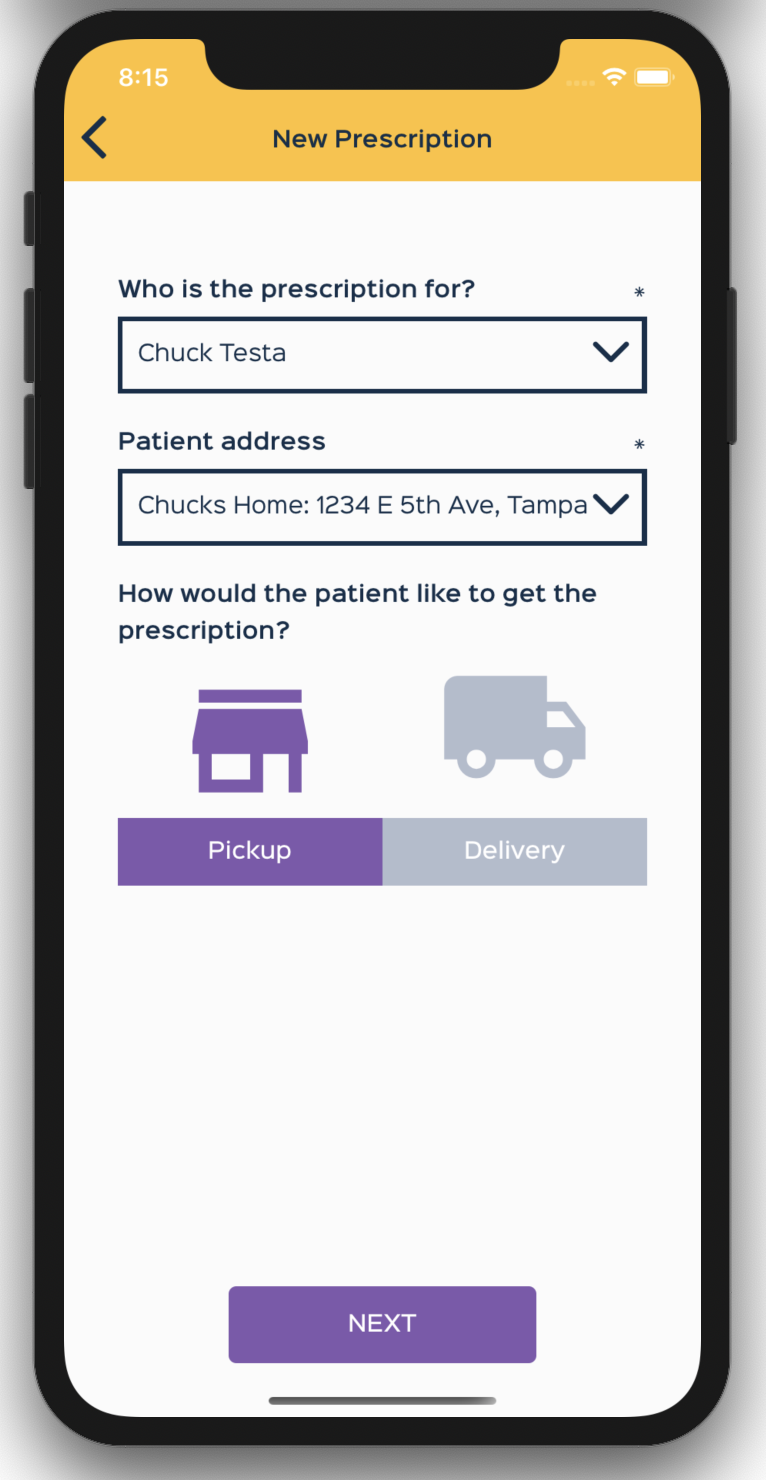 8:15
New Prescription
Who is the prescription for? *
Chuck Testa
Patient address *
Chucks Home: 1234 E 5th Ave, Tampa
How would the patient like to get the
prescription?
Pickup Delivery
NEXT